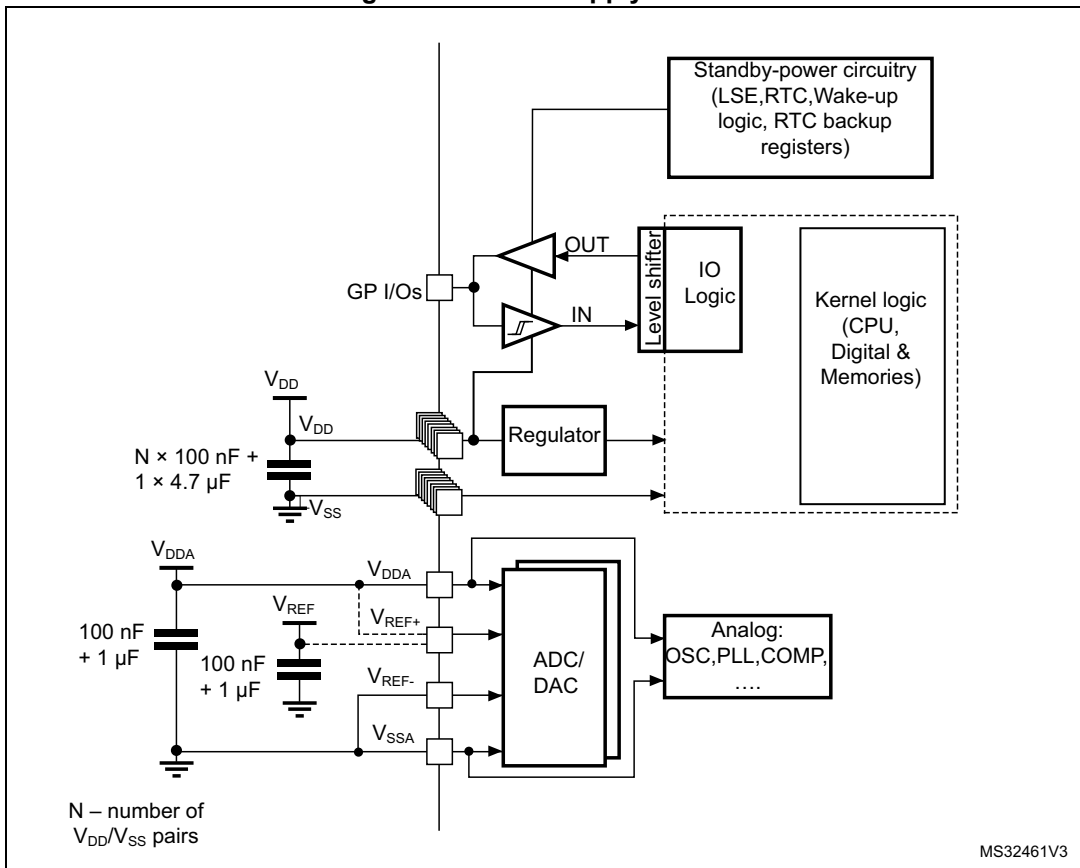 Standby-power circuitry
(LSE,RTC,Wake-up
logic, RTC backup
registers)
OUT
Level shifter
IO
Logic
GP I/Os
IN
Kernel logic
(CPU,
Digital &
Memories)
VDD
VDD
Regulator
N × 100 nF +
1 × 4.7 µF
VSS
VDDA
VDDA
VREF
VREF+
100 nF
+ 1 µF
100 nF
+ 1 µF
VREF-
ADC/
DAC
Analog:
OSC,PLL,COMP,
....
VSSA
N – number of
VDD/VSS pairs
MS32461V3